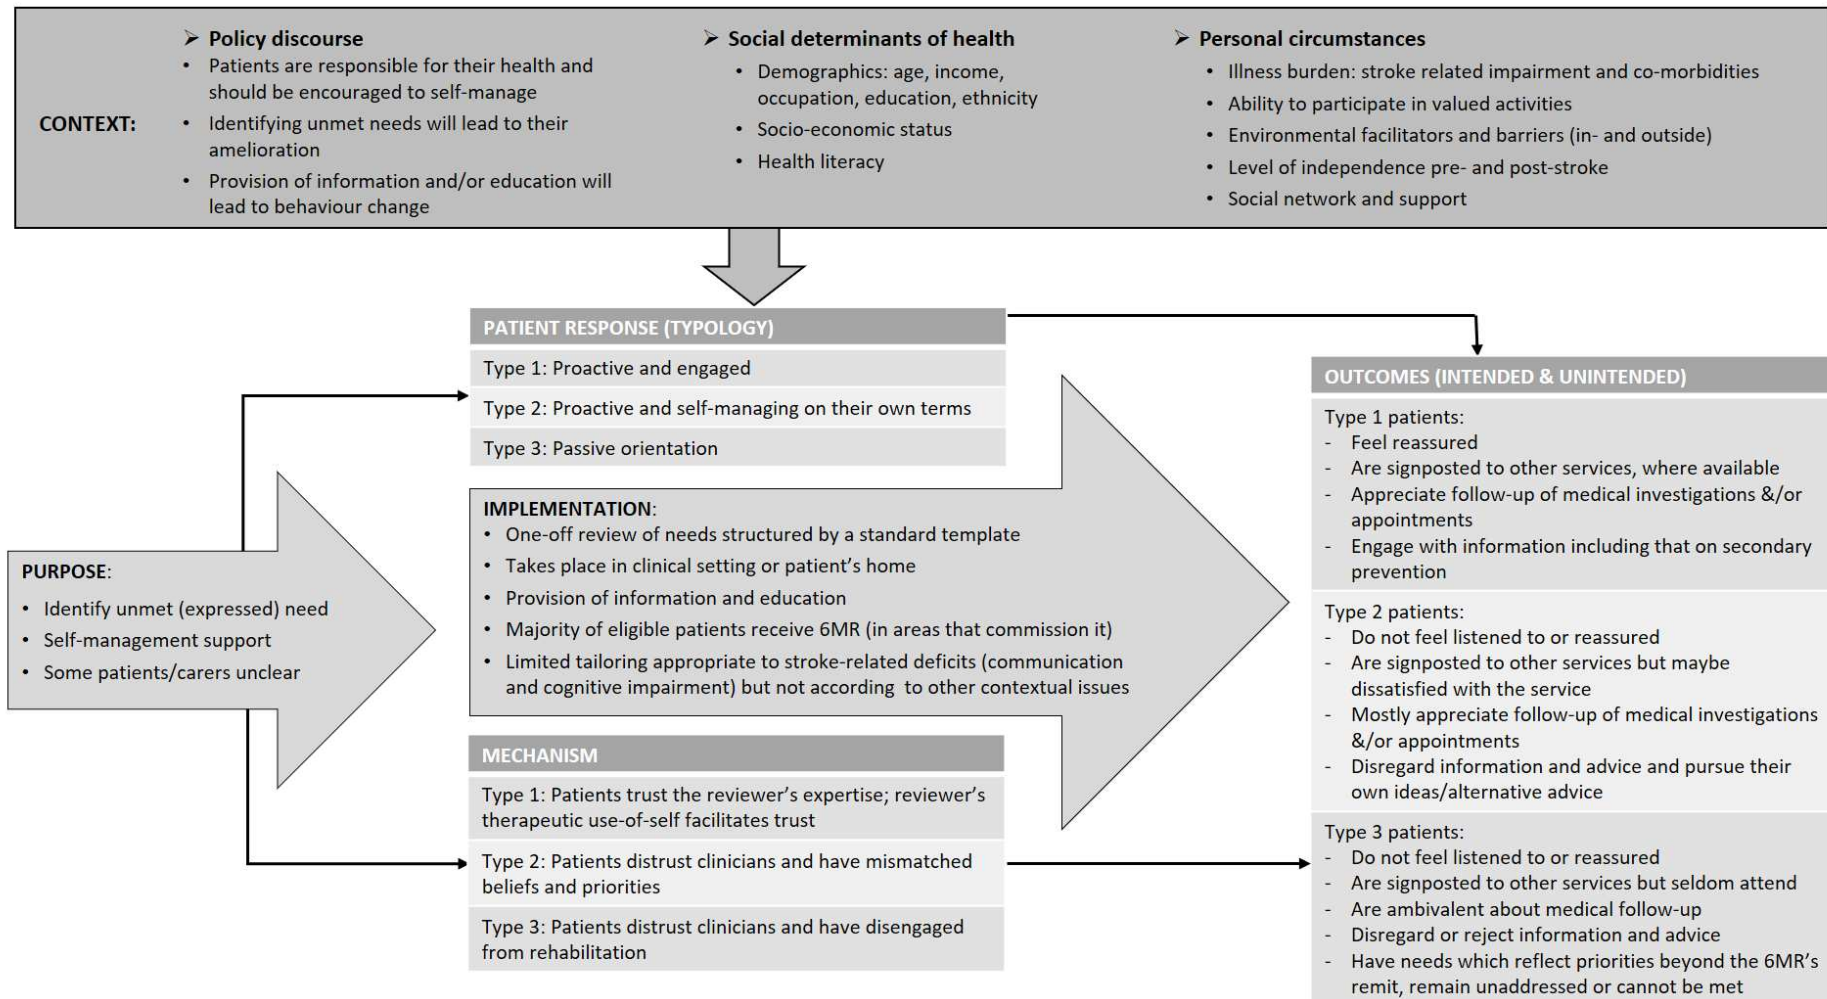 CONTEXT:
➢ Policy discourse
• Patients are responsible for their health and
should be encouraged to self-manage
• Identifying unmet needs will lead to their
amelioration
• Provision of information and/or education will
lead to behaviour change
➢ Social determinants of health
• Demographics: age, income,
occupation, education, ethnicity
• Socio-economic status
• Health literacy
➢ Personal circumstances
• Illness burden: stroke related impairment and co-morbidities
• Ability to participate in valued activities
• Environmental facilitators and barriers (in- and outside)
• Level of independence pre- and post-stroke
• Social network and support
PURPOSE:
• Identify unmet (expressed) need
• Self-management support
• Some patients/carers unclear
PATIENT RESPONSE (TYPOLOGY)
Type 1: Proactive and engaged
Type 2: Proactive and self-managing on their own terms
Type 3: Passive orientation
IMPLEMENTATION:
• One-off review of needs structured by a standard template
• Takes place in clinical setting or patient's home
• Provision of information and education
• Majority of eligible patients receive 6MR (in areas that commission it)
• Limited tailoring appropriate to stroke-related deficits (communication
and cognitive impairment) but not according to other contextual issues
MECHANISM
Type 1: Patients trust the reviewer's expertise; reviewer's
therapeutic use-of-self facilitates trust
Type 2: Patients distrust clinicians and have mismatched
beliefs and priorities
Type 3: Patients distrust clinicians and have disengaged
from rehabilitation
OUTCOMES (INTENDED & UNINTENDED)
Type 1 patients:
- Feel reassured
- Are signposted to other services, where available
- Appreciate follow-up of medical investigations &/or
appointments
- Engage with information including that on secondary
prevention
Type 2 patients:
- Do not feel listened to or reassured
- Are signposted to other services but maybe
dissatisfied with the service
- Mostly appreciate follow-up of medical investigations
&/or appointments
- Disregard information and advice and pursue their
own ideas/alternative advice
Type 3 patients:
- Do not feel listened to or reassured
- Are signposted to other services but seldom attend
- Are ambivalent about medical follow-up
- Disregard or reject information and advice
- Have needs which reflect priorities beyond the 6MR's
remit, remain unaddressed or cannot be met